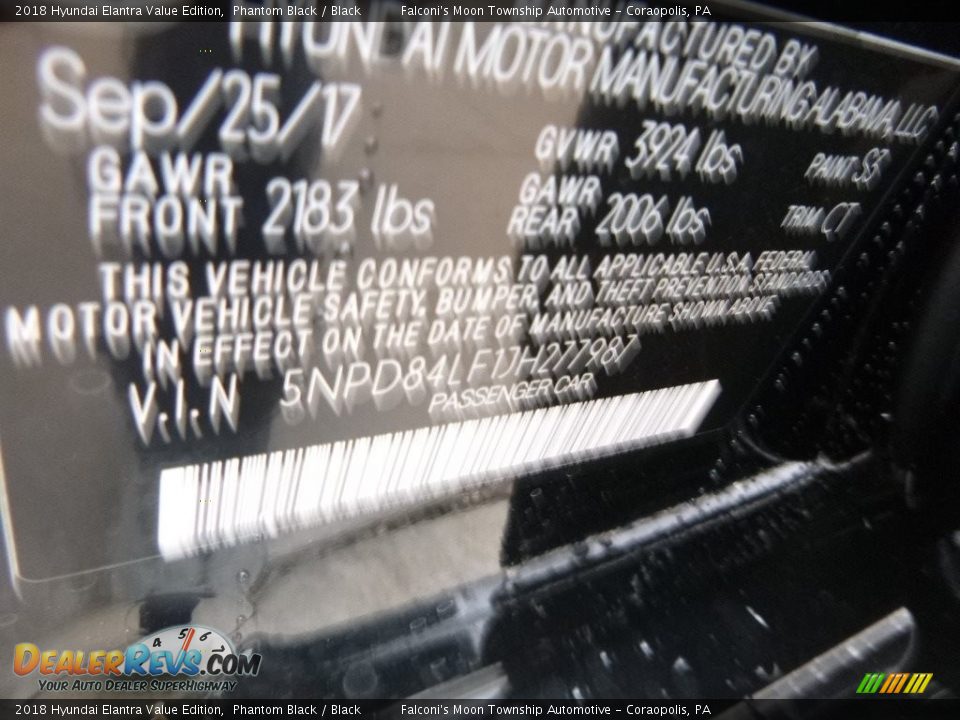 2018 Hyundai Elantra Value Edition,  Phantom Black / Black          Falconi's Moon Township Automotive - Coraopolis, PA
MANUFACTURED BY
HYUNDAI MOTOR MANUFACTURING ALABAMA, LLC
Sep/25/17
GVWR 3924 lbs PAINT S3
GAWR FRONT 2183 lbs
GAWR REAR 2006 lbs TRIM CT
THIS VEHICLE CONFORMS TO ALL APPLICABLE U.S.A. FEDERAL
MOTOR VEHICLE SAFETY, BUMPER, AND THEFT PREVENTION STANDARDS
IN EFFECT ON THE DATE OF MANUFACTURE SHOWN ABOVE
V.I.N 5NPD84LF1JH277987
PASSENGER CAR
4 5 6
DEALERREVS.COM
YOUR AUTO DEALER SUPERHIGHWAY
2018 Hyundai Elantra Value Edition,  Phantom Black / Black          Falconi's Moon Township Automotive - Coraopolis, PA